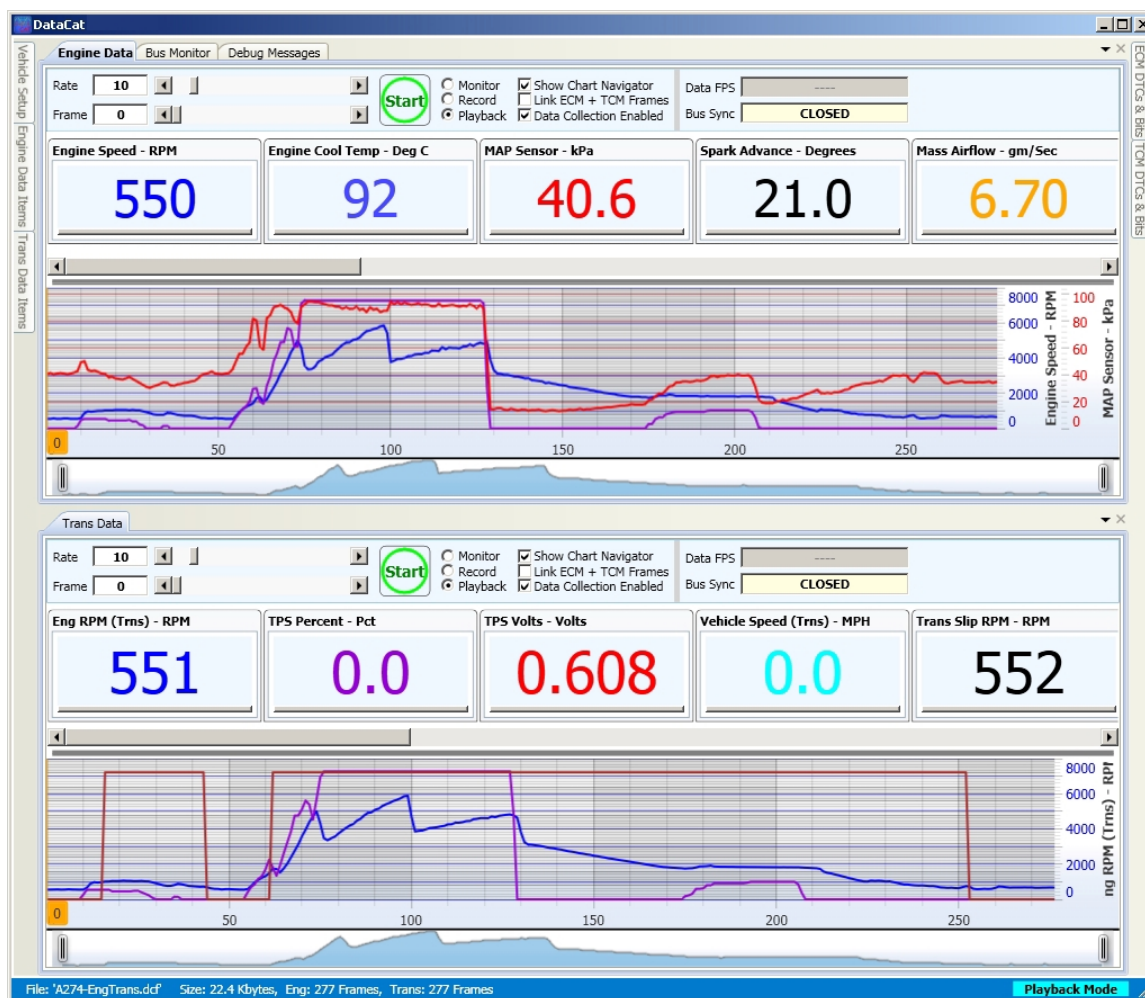 DataCat
Vehicle Setup
Engine Data Items
Trans Data Items
ECM DTCs & Bits
TCM DTCs & Bits
Engine Data Bus Monitor Debug Messages
Rate 10
Frame 0
Start
Monitor
Record
Playback
Show Chart Navigator
Link ECM + TCM Frames
Data Collection Enabled
Data FPS ----
Bus Sync CLOSED
Engine Speed - RPM
550
Engine Cool Temp - Deg C
92
MAP Sensor - kPa
40.6
Spark Advance - Degrees
21.0
Mass Airflow - gm/Sec
6.70
8000
6000
4000
2000
0
Engine Speed - RPM
100
80
60
40
20
0
MAP Sensor - kPa
0 50 100 150 200 250
Trans Data
Rate 10
Frame 0
Start
Monitor
Record
Playback
Show Chart Navigator
Link ECM + TCM Frames
Data Collection Enabled
Data FPS ----
Bus Sync CLOSED
Eng RPM (Trns) - RPM
551
TPS Percent - Pct
0.0
TPS Volts - Volts
0.608
Vehicle Speed (Trns) - MPH
0.0
Trans Slip RPM - RPM
552
8000
6000
4000
2000
0
ng RPM (Trns) - RPM
0 50 100 150 200 250
File: 'A274-EngTrans.dcf' Size: 22.4 Kbytes, Eng: 277 Frames, Trans: 277 Frames
Playback Mode